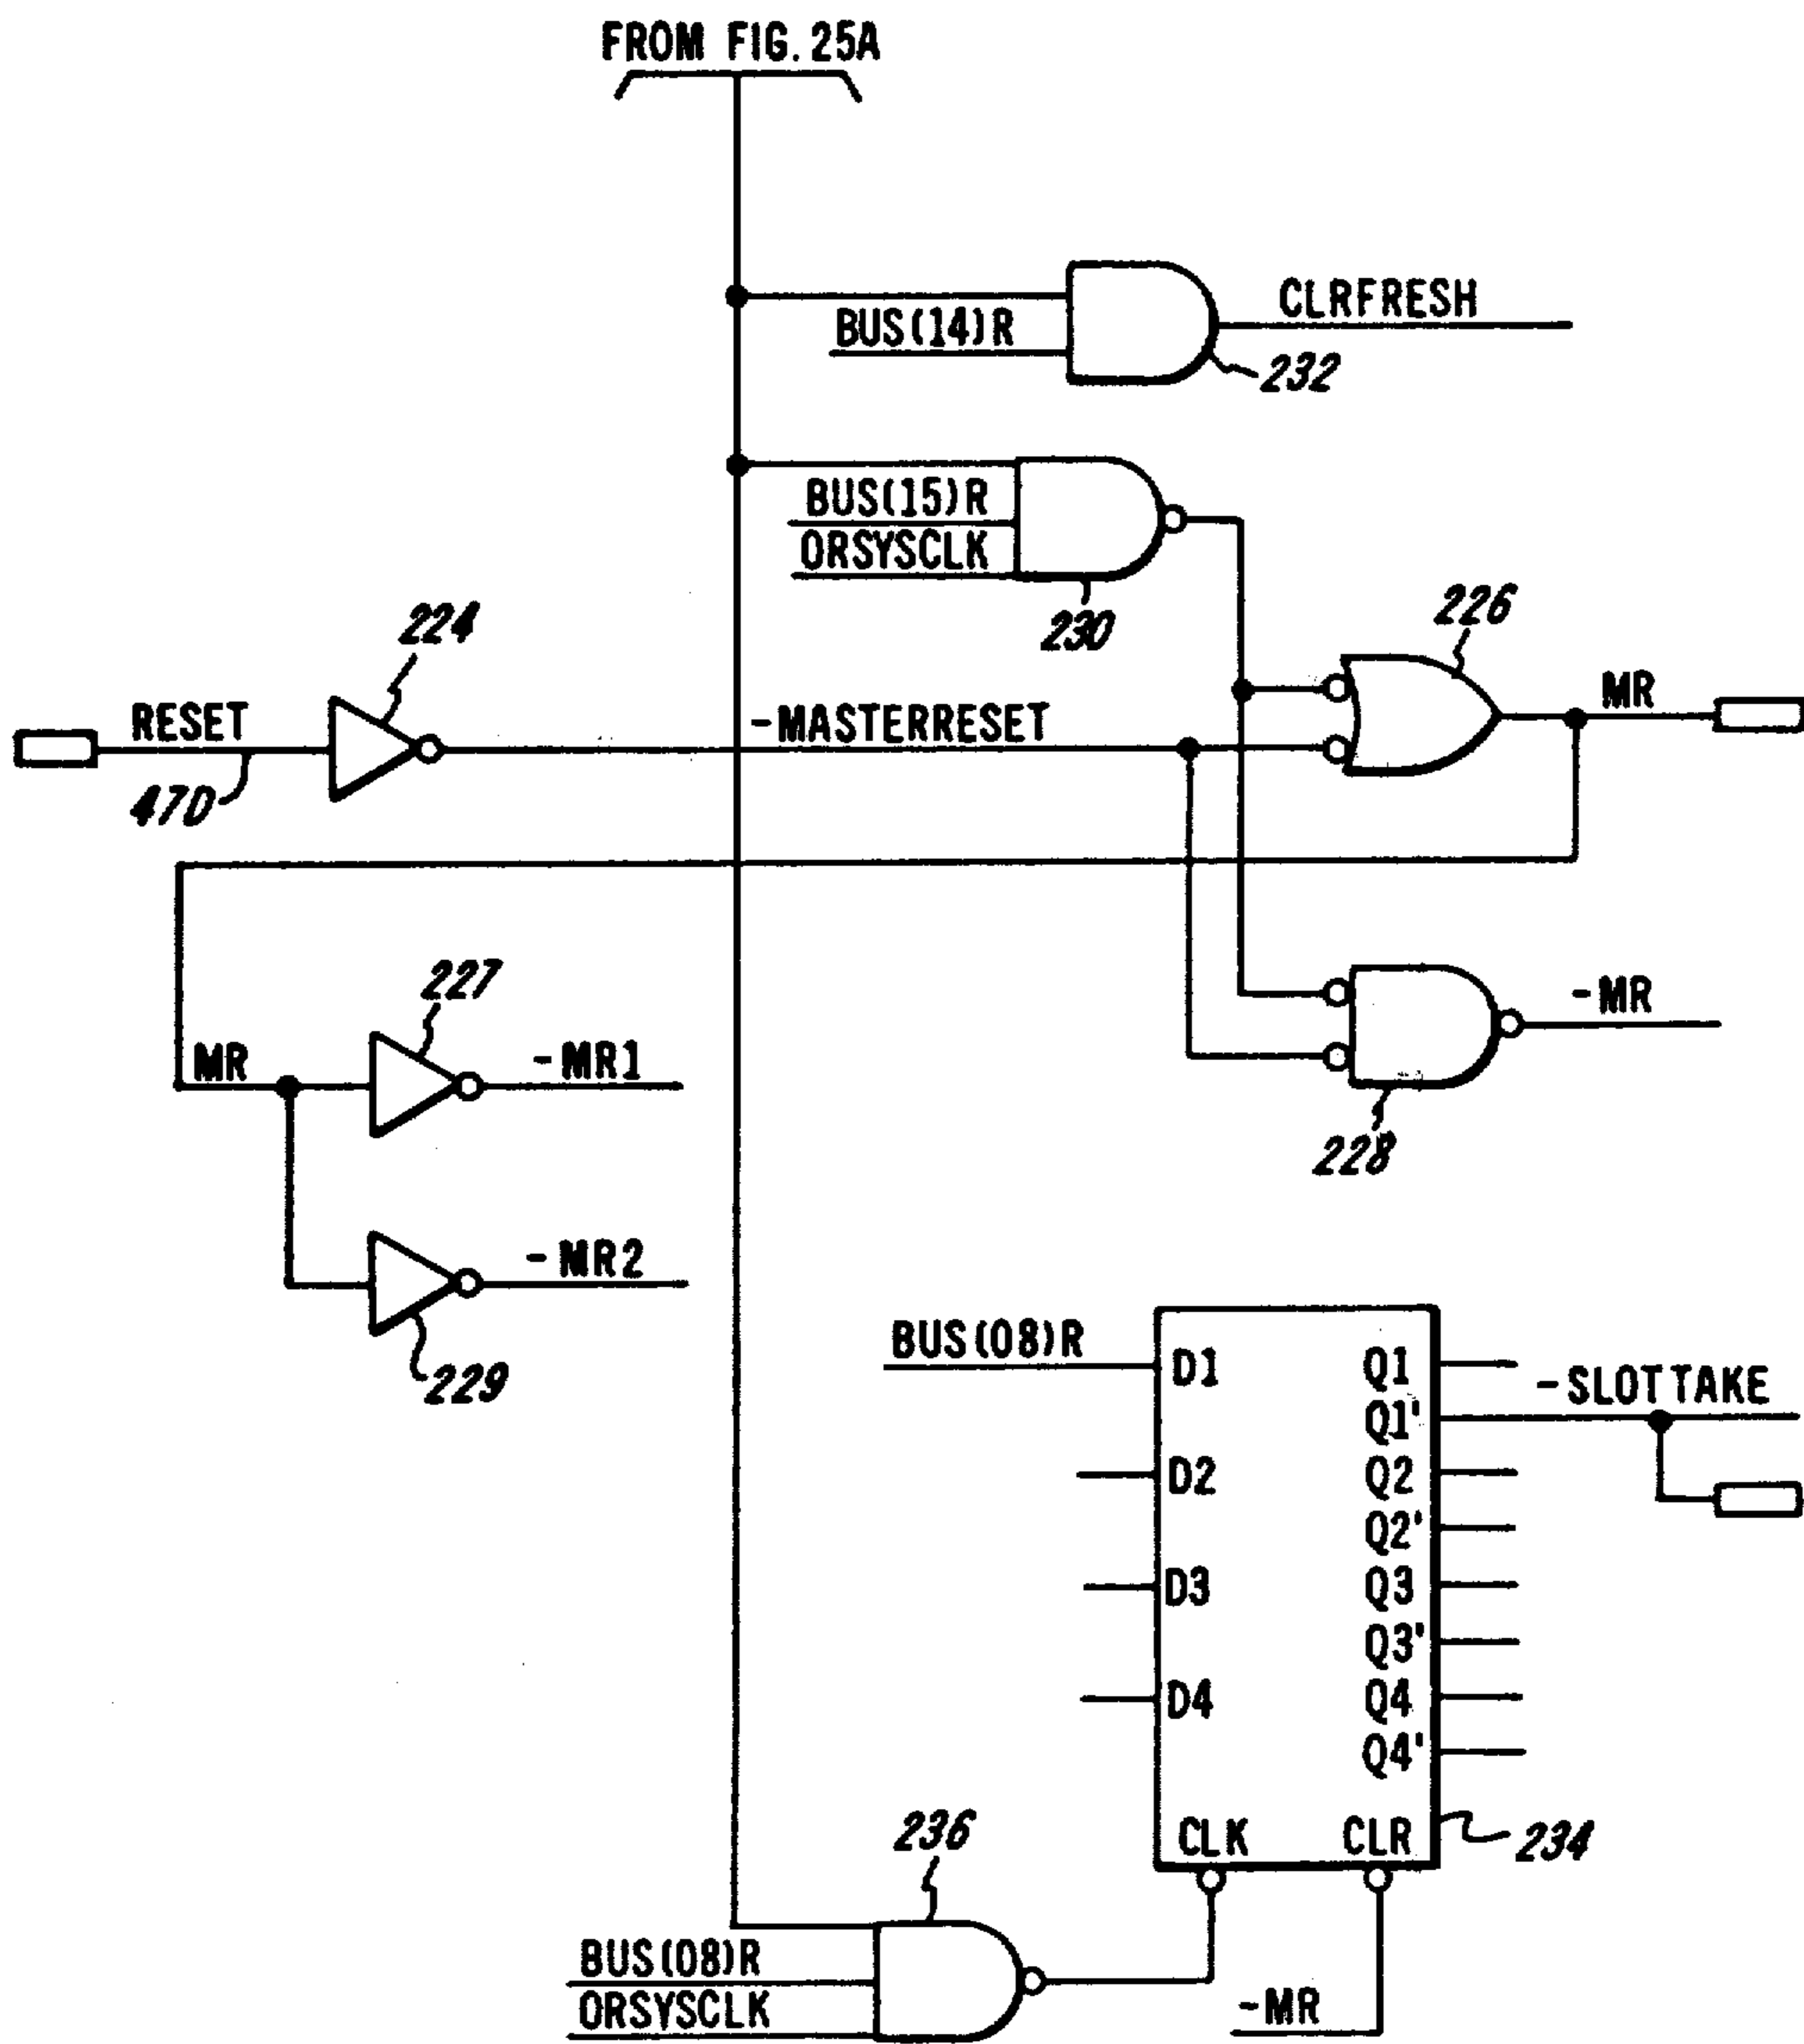 FROM FIG. 25A
CLRFRESH
BUS(14)R
232
BUS(15)R
ORSYSCLK
230
224
226
RESET
-MASTERRESET
MR
470
227
MR
-MR1
-MR
228
-MR2
229
BUS(08)R
D1
Q1
-SLOTTAKE
Q1'
D2
Q2
Q2'
D3
Q3
Q3'
D4
Q4
Q4'
236
CLK
CLR
234
BUS(08)R
ORSYSCLK
-MR